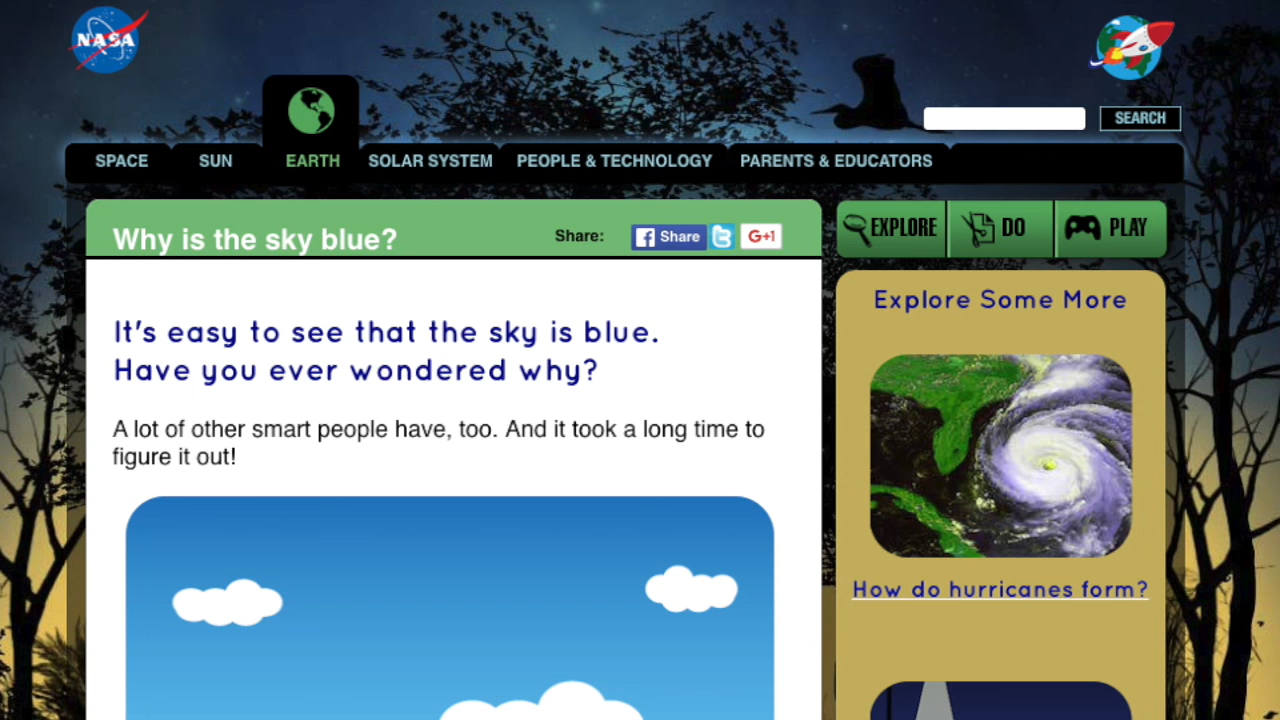 NASA
SEARCH
SPACE
SUN
EARTH
SOLAR SYSTEM
PEOPLE & TECHNOLOGY
PARENTS & EDUCATORS
Why is the sky blue?
Share:
f Share
G+1
EXPLORE
DO
PLAY
It's easy to see that the sky is blue.
Have you ever wondered why?
A lot of other smart people have, too. And it took a long time to
figure it out!
Explore Some More
How do hurricanes form?